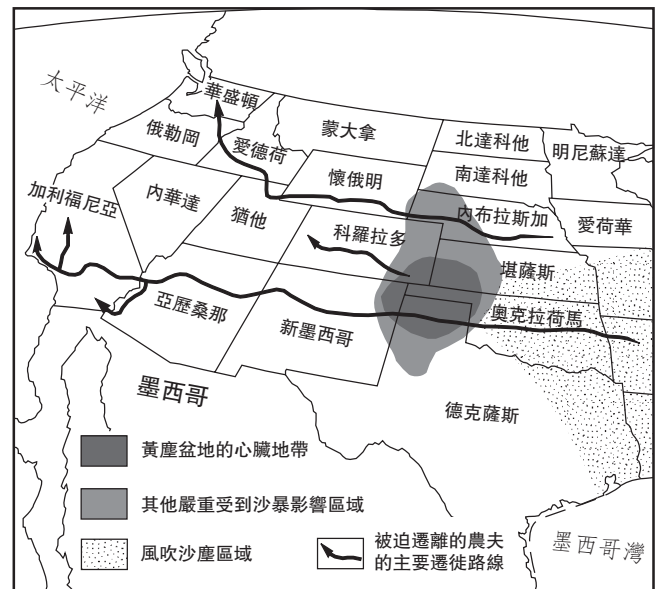 太平洋
華盛頓
俄勒岡
愛德荷
蒙大拿
北達科他
明尼蘇達
懷俄明
南達科他
加利福尼亞
內華達
猶他
科羅拉多
內布拉斯加
愛荷華
堪薩斯
亞歷桑那
新墨西哥
奧克拉荷馬
墨西哥
德克薩斯
黃塵盆地的心臟地帶
其他嚴重受到沙暴影響區域
風吹沙塵區域
被迫遷離的農夫
的主要遷徙路線
墨西哥灣